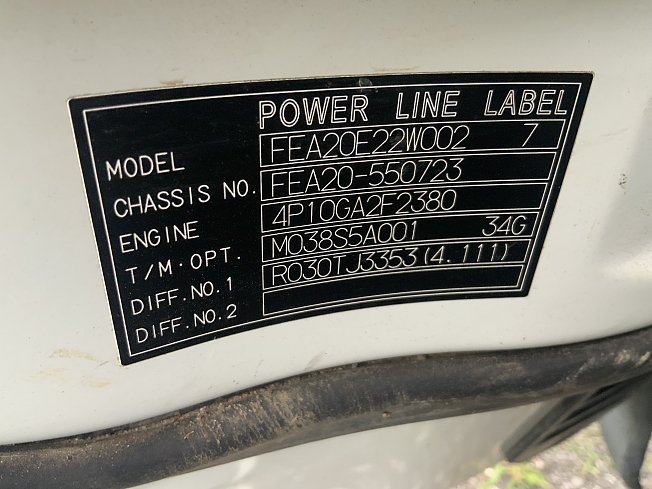 POWER LINE LABEL
MODEL FEA20E22W002 7
CHASSIS NO. FEA20-550723
ENGINE 4P10GA2F2380
T/M·OPT. M038S5A001 34G
DIFF.NO.1 R030TJ3353(4.111)
DIFF.NO.2